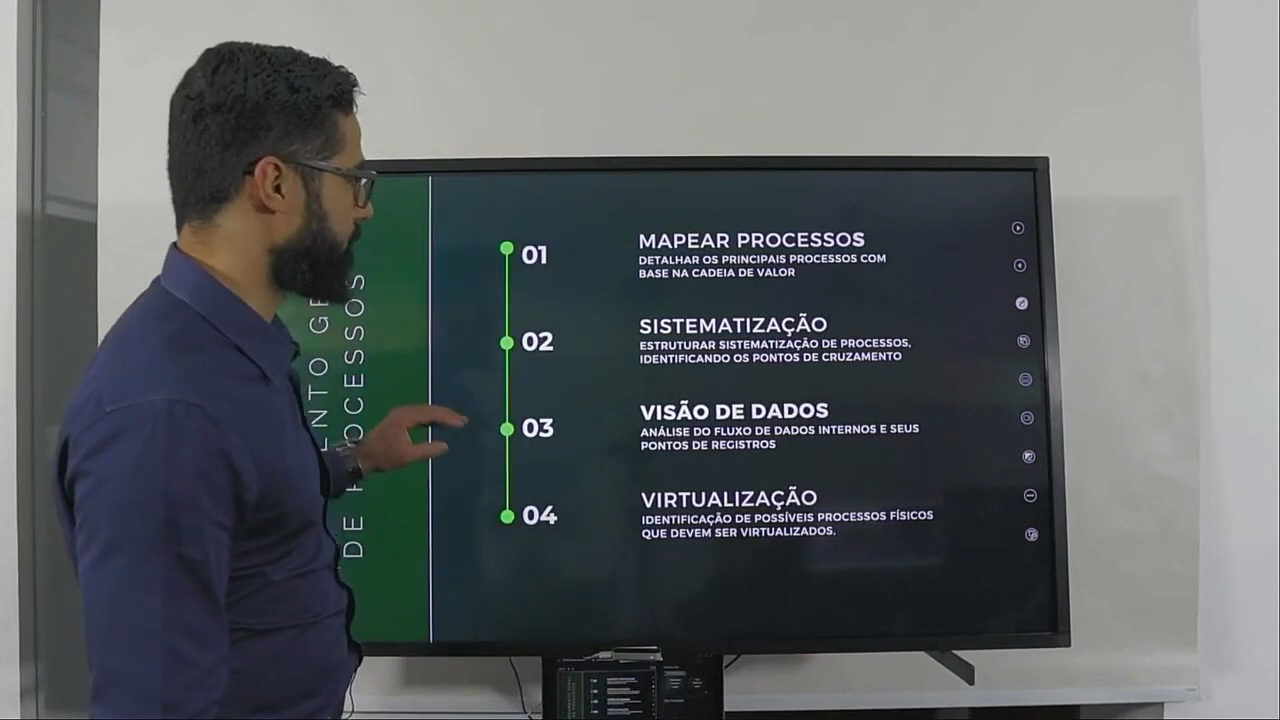 DE PROCESSOS
01
MAPEAR PROCESSOS
DETALHAR OS PRINCIPAIS PROCESSOS COM
BASE NA CADEIA DE VALOR
02
SISTEMATIZAÇÃO
ESTRUTURAR SISTEMATIZAÇÃO DE PROCESSOS,
IDENTIFICANDO OS PONTOS DE CRUZAMENTO
03
VISÃO DE DADOS
ANÁLISE DO FLUXO DE DADOS INTERNOS E SEUS
PONTOS DE REGISTROS
04
VIRTUALIZAÇÃO
IDENTIFICAÇÃO DE POSSÍVEIS PROCESSOS FÍSICOS
QUE DEVEM SER VIRTUALIZADOS.